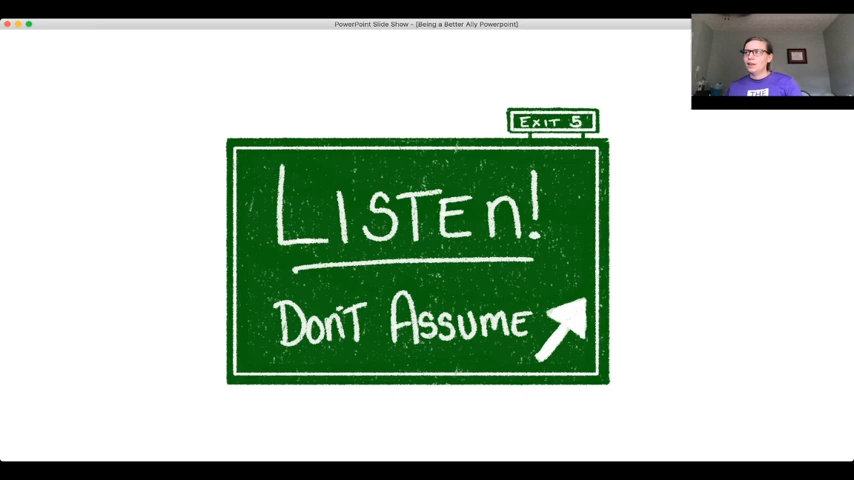 PowerPoint Slide Show - [Being a Better Ally Powerpoint]
EXIT 5
LISTEn!
Don'T Assume
THE